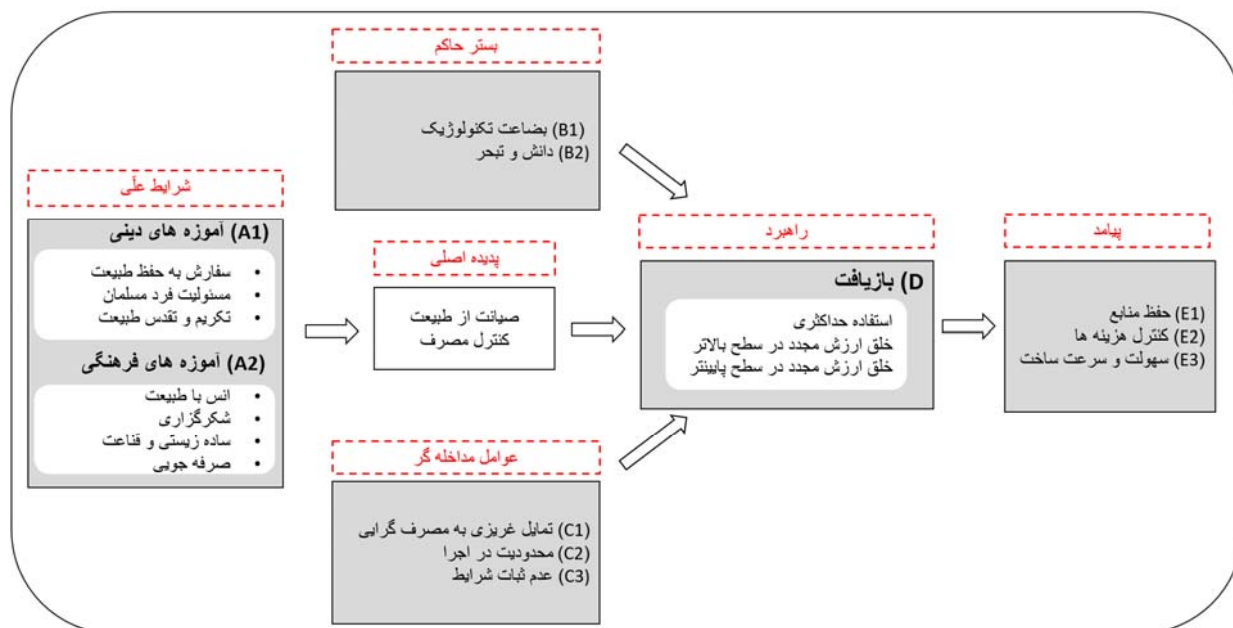 بستر حاکم
B1) بضاعت تکنولوژیک
B2) دانش و تبحر
شرایط علّی
A1) آموزه های دینی
• سفارش به حفظ طبیعت
• مسئولیت فرد مسلمان
• تکریم و تقدس طبیعت
A2) آموزه های فرهنگی
• انس با طبیعت
• شکرگزاری
• ساده زیستی و قناعت
• صرفه جویی
پدیده اصلی
صیانت از طبیعت
کنترل مصرف
عوامل مداخله گر
C1) تمایل غریزی به مصرف گرایی
C2) محدودیت در اجرا
C3) عدم ثبات شرایط
راهبرد
D) بازیافت
استفاده حداکثری
خلق ارزش مجدد در سطح بالاتر
خلق ارزش مجدد در سطح پایینتر
پیامد
E1) حفظ منابع
E2) کنترل هزینه ها
E3) سهولت و سرعت ساخت